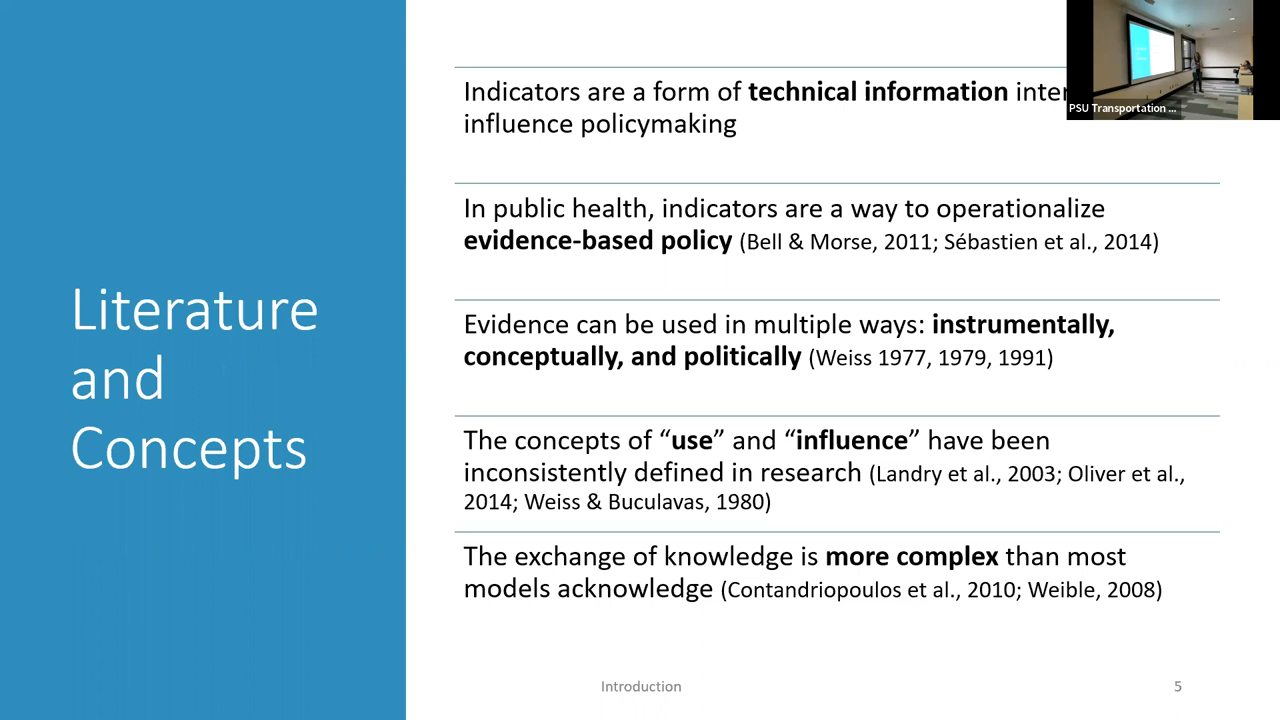 Literature
and
Concepts
Indicators are a form of technical information
influence policymaking
In public health, indicators are a way to operationalize
evidence-based policy (Bell & Morse, 2011; Sébastien et al., 2014)
Evidence can be used in multiple ways: instrumentally,
conceptually, and politically (Weiss 1977, 1979, 1991)
The concepts of “use” and “influence” have been
inconsistently defined in research (Landry et al., 2003; Oliver et al.,
2014; Weiss & Buculavas, 1980)
The exchange of knowledge is more complex than most
models acknowledge (Contandriopoulos et al., 2010; Weible, 2008)
PSU Transportation ...
Introduction
5